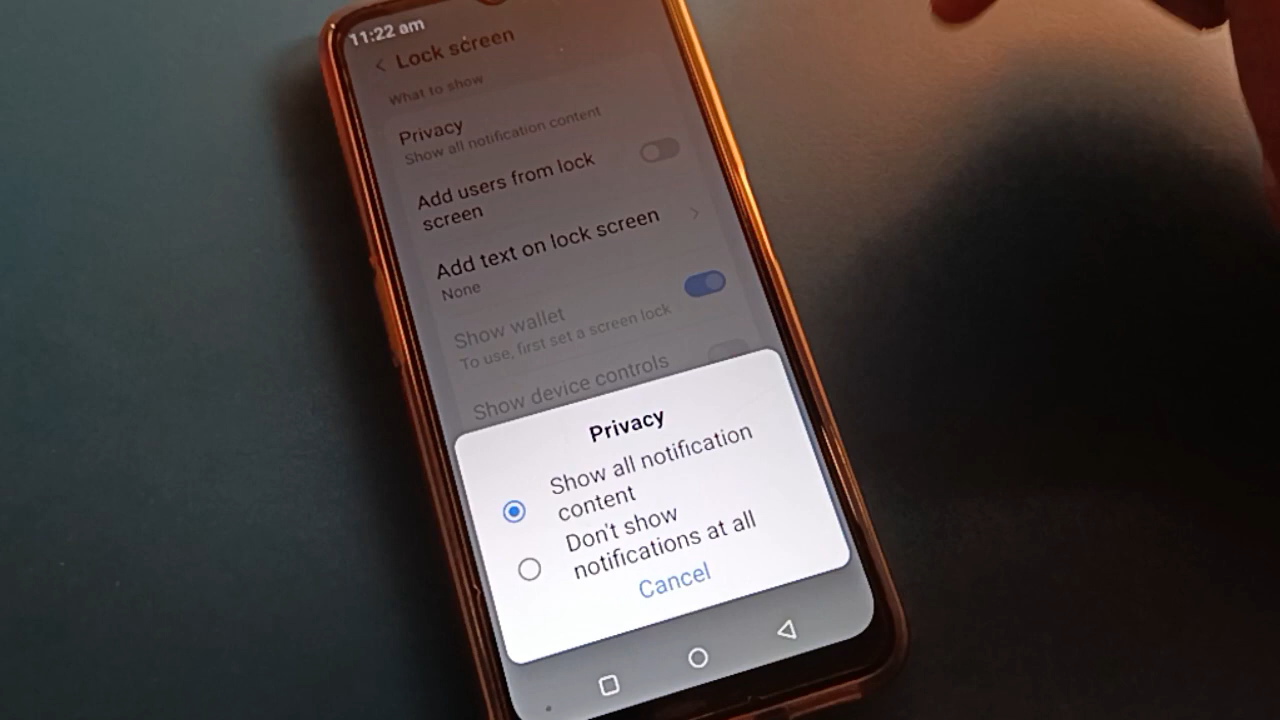 11:22 am
Lock screen
What to show
Privacy
Show all notification content
Add users from lock
screen
Add text on lock screen
None
Show wallet
To use, first set a screen lock
Show device controls
Privacy
Show all notification
content
Don't show
notifications at all
Cancel